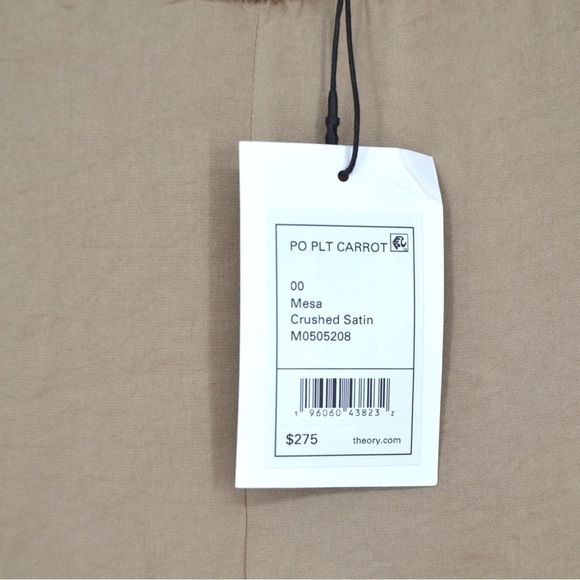 PO PLT CARROT
00
Mesa
Crushed Satin
M0505208
1 96060 43823 2
$275 theory.com